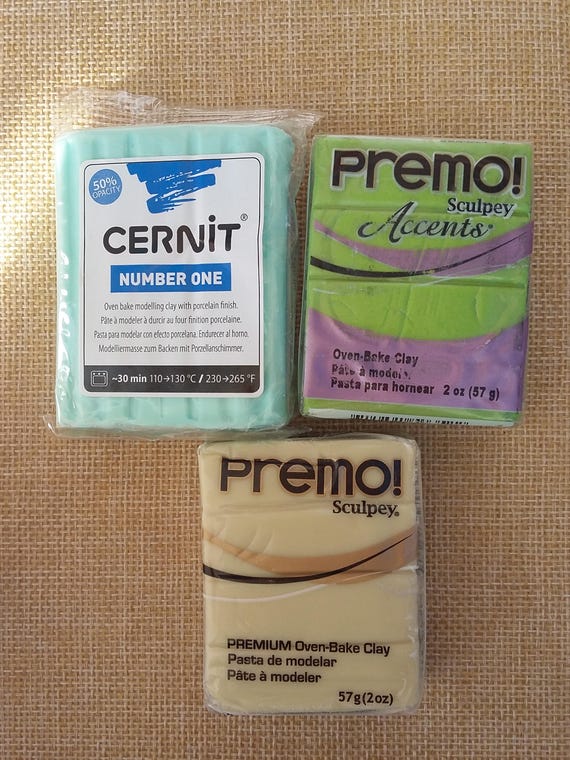 50%
OPACITY
CERNiT®
NUMBER ONE
Oven bake modelling clay with porcelain finish.
Pâte à modeler à durcir au four finition porcelaine.
Pasta para modelar con efecto porcelana. Endurecer al horno.
Modelliermasse zum Backen mit Porzellanschimmer.
~30 min 110→130 °C / 230→265 °F
PREMO!
Sculpey
Accents®
Oven-Bake Clay
Pâte à modeler
Pasta para hornear 2 oz (57 g)
PREMO!
Sculpey®
PREMIUM Oven-Bake Clay
Pasta de modelar
Pâte à modeler
57g(2oz)